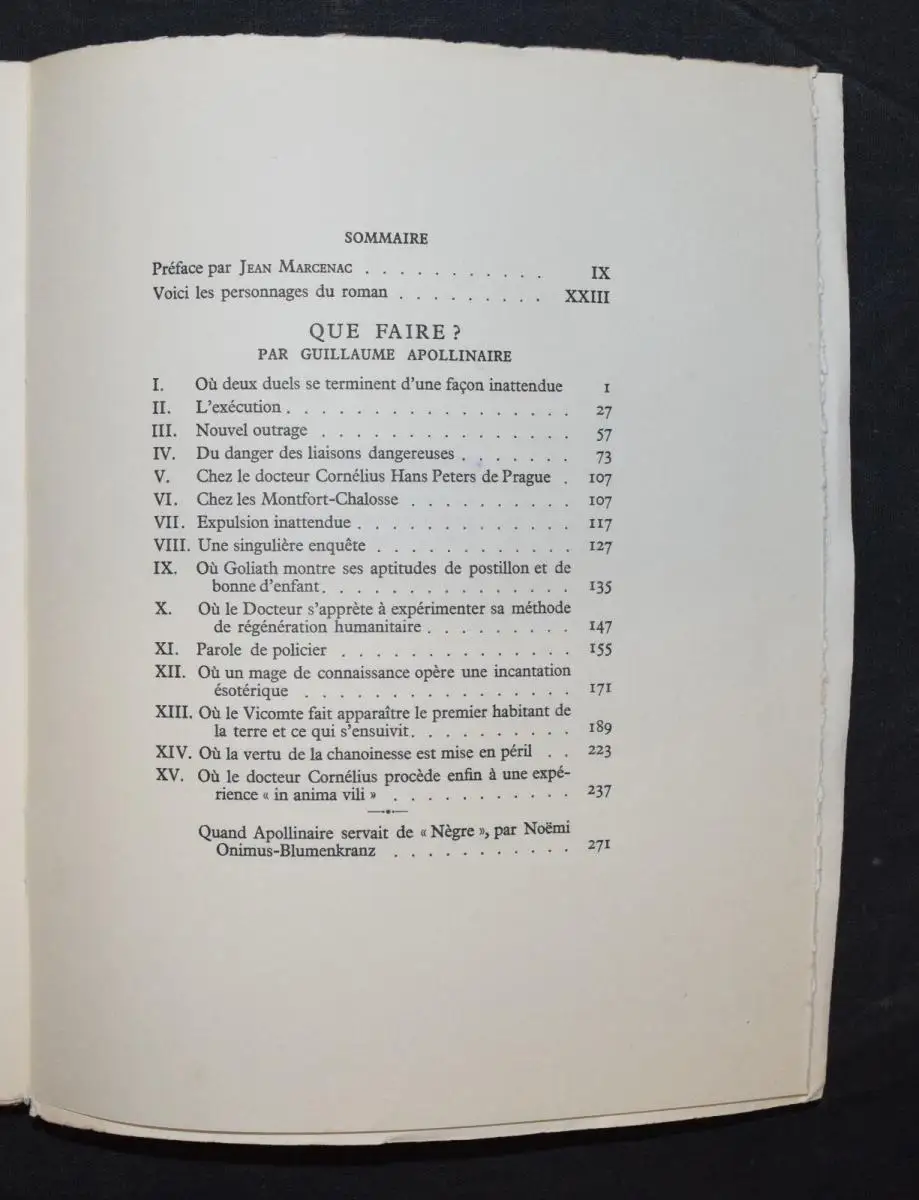 SOMMAIRE
Préface par JEAN MARCENAC . . . . . . . . . . . IX
Voici les personnages du roman . . . . . . . . . XXIII
QUE FAIRE ?
PAR GUILLAUME APOLLINAIRE
I. Où deux duels se terminent d'une façon inattendue 1
II. L'exécution . . . . . . . . . . . . . . . . . 27
III. Nouvel outrage . . . . . . . . . . . . . . . 57
IV. Du danger des liaisons dangereuses . . . . . . . 73
V. Chez le docteur Cornélius Hans Peters de Prague . 107
VI. Chez les Montfort-Chalosse . . . . . . . . . . 107
VII. Expulsion inattendue . . . . . . . . . . . . . 117
VIII. Une singulière enquête . . . . . . . . . . . . 127
IX. Où Goliath montre ses aptitudes de postillon et de
bonne d'enfant . . . . . . . . . . . . . . . 135
X. Où le Docteur s'apprête à expérimenter sa méthode
de régénération humanitaire . . . . . . . . . 147
XI. Parole de policier . . . . . . . . . . . . . . 155
XII. Où un mage de connaissance opère une incantation
ésotérique . . . . . . . . . . . . . . . . 171
XIII. Où le Vicomte fait apparaître le premier habitant de
la terre et ce qui s'ensuivit . . . . . . . . . . 189
XIV. Où la vertu de la chanoinesse est mise en péril . . 223
XV. Où le docteur Cornélius procède enfin à une expé-
rience « in anima vili » . . . . . . . . . . . 237
Quand Apollinaire servait de « Nègre », par Noëmi
Onimus-Blumenkranz . . . . . . . . . . . 271